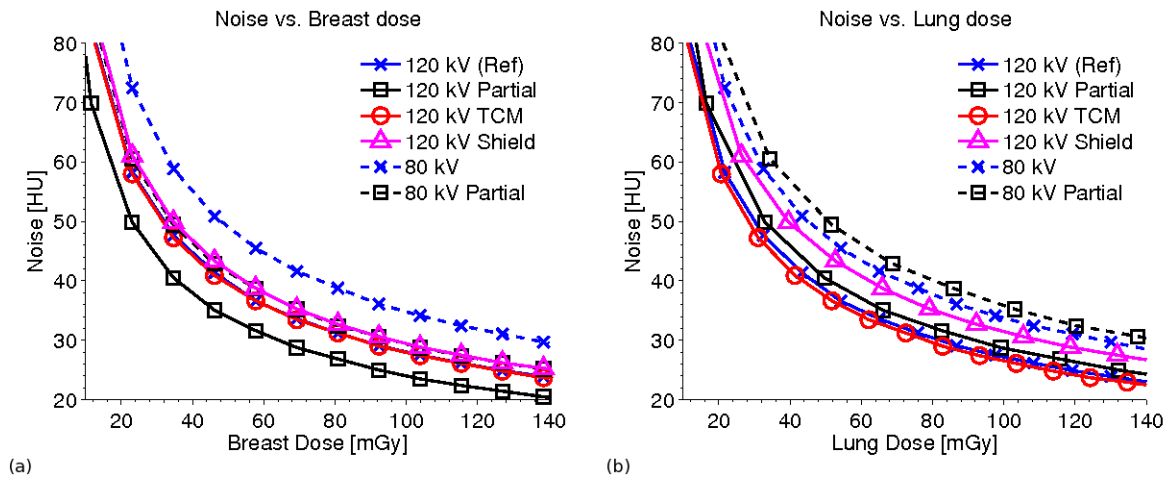 Noise vs. Breast dose
80
70
60
50
40
30
20
Noise [HU]
20 40 60 80 100 120 140
Breast Dose [mGy]
120 kV (Ref)
120 kV Partial
120 kV TCM
120 kV Shield
80 kV
80 kV Partial
(a)
Noise vs. Lung dose
80
70
60
50
40
30
20
Noise [HU]
20 40 60 80 100 120 140
Lung Dose [mGy]
120 kV (Ref)
120 kV Partial
120 kV TCM
120 kV Shield
80 kV
80 kV Partial
(b)